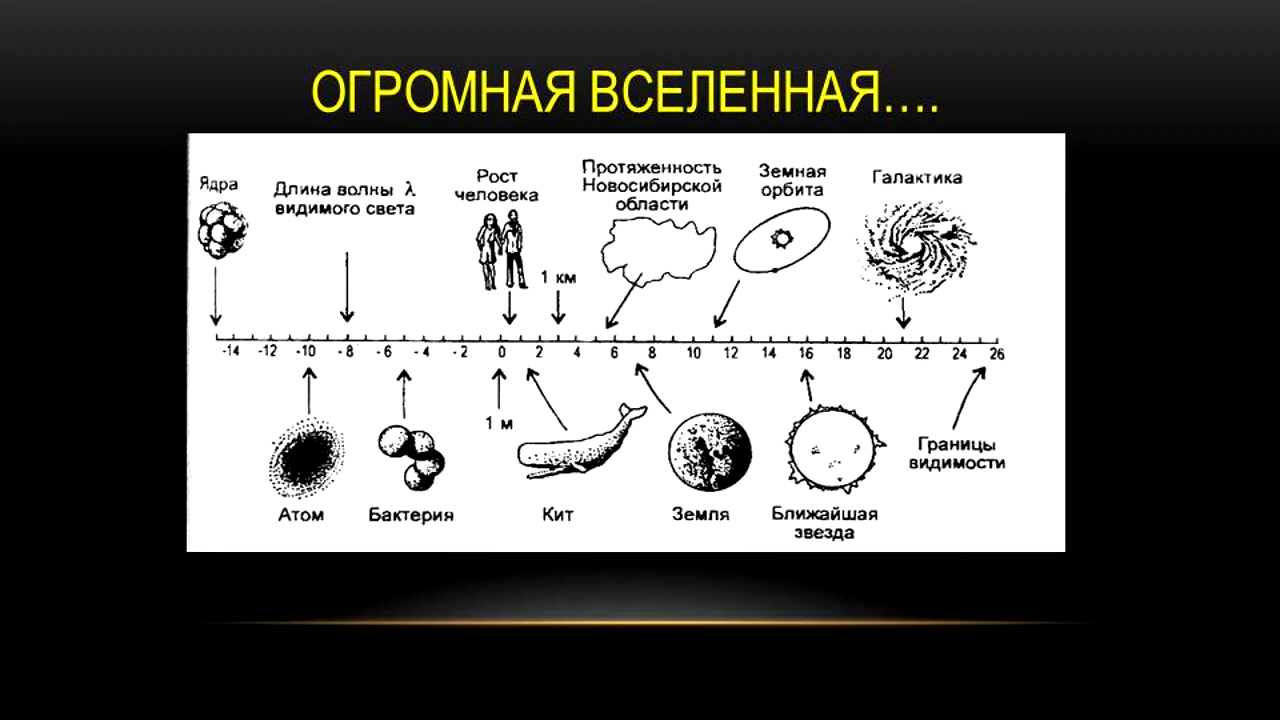 ОГРОМНАЯ ВСЕЛЕННАЯ….
Ядра
Длина волны λ
видимого света
Рост
человека
1 км
Протяженность
Новосибирской
области
Земная
орбита
Галактика
-14 -12 -10 -8 -6 -4 -2 0 2 4 6 8 10 12 14 16 18 20 22 24 26
1 м
Границы
видимости
Атом
Бактерия
Кит
Земля
Ближайшая
звезда